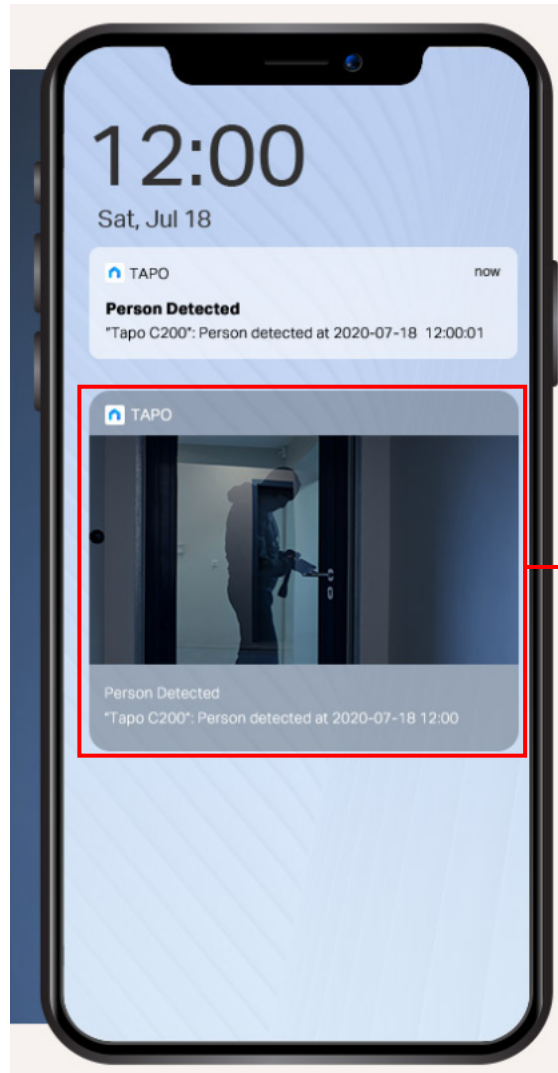 12:00
Sat, Jul 18
TAPO now
Person Detected
"Tapo C200": Person detected at 2020-07-18 12:00:01
TAPO
Person Detected
"Tapo C200": Person detected at 2020-07-18 12:00